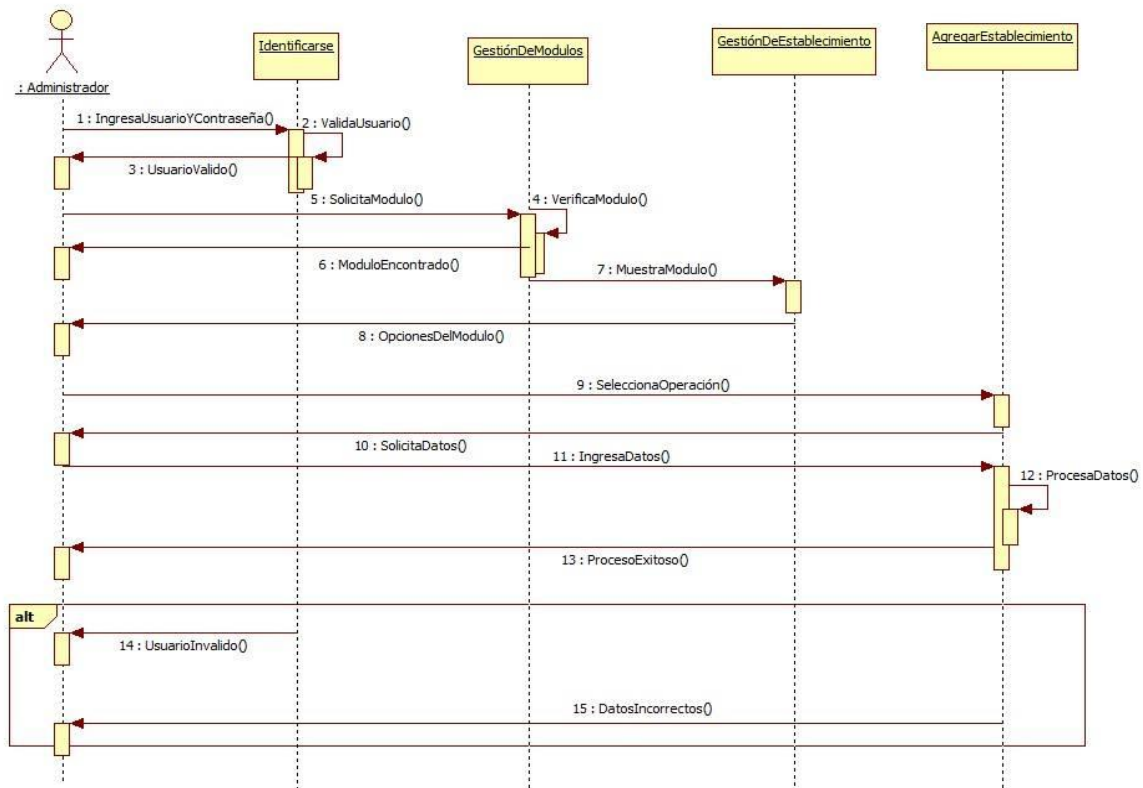 : Administrador
Identificarse
GestiónDeModulos
GestiónDeEstablecimiento
AgregarEstablecimiento
1 : IngresaUsuarioYContraseña()
2 : ValidaUsuario()
3 : UsuarioValido()
5 : SolicitaModulo()
4 : VerificaModulo()
6 : ModuloEncontrado()
7 : MuestraModulo()
8 : OpcionesDelModulo()
9 : SeleccionaOperación()
10 : SolicitaDatos()
11 : IngresaDatos()
12 : ProcesaDatos()
13 : ProcesoExitoso()
alt
14 : UsuarioInvalido()
15 : DatosIncorrectos()